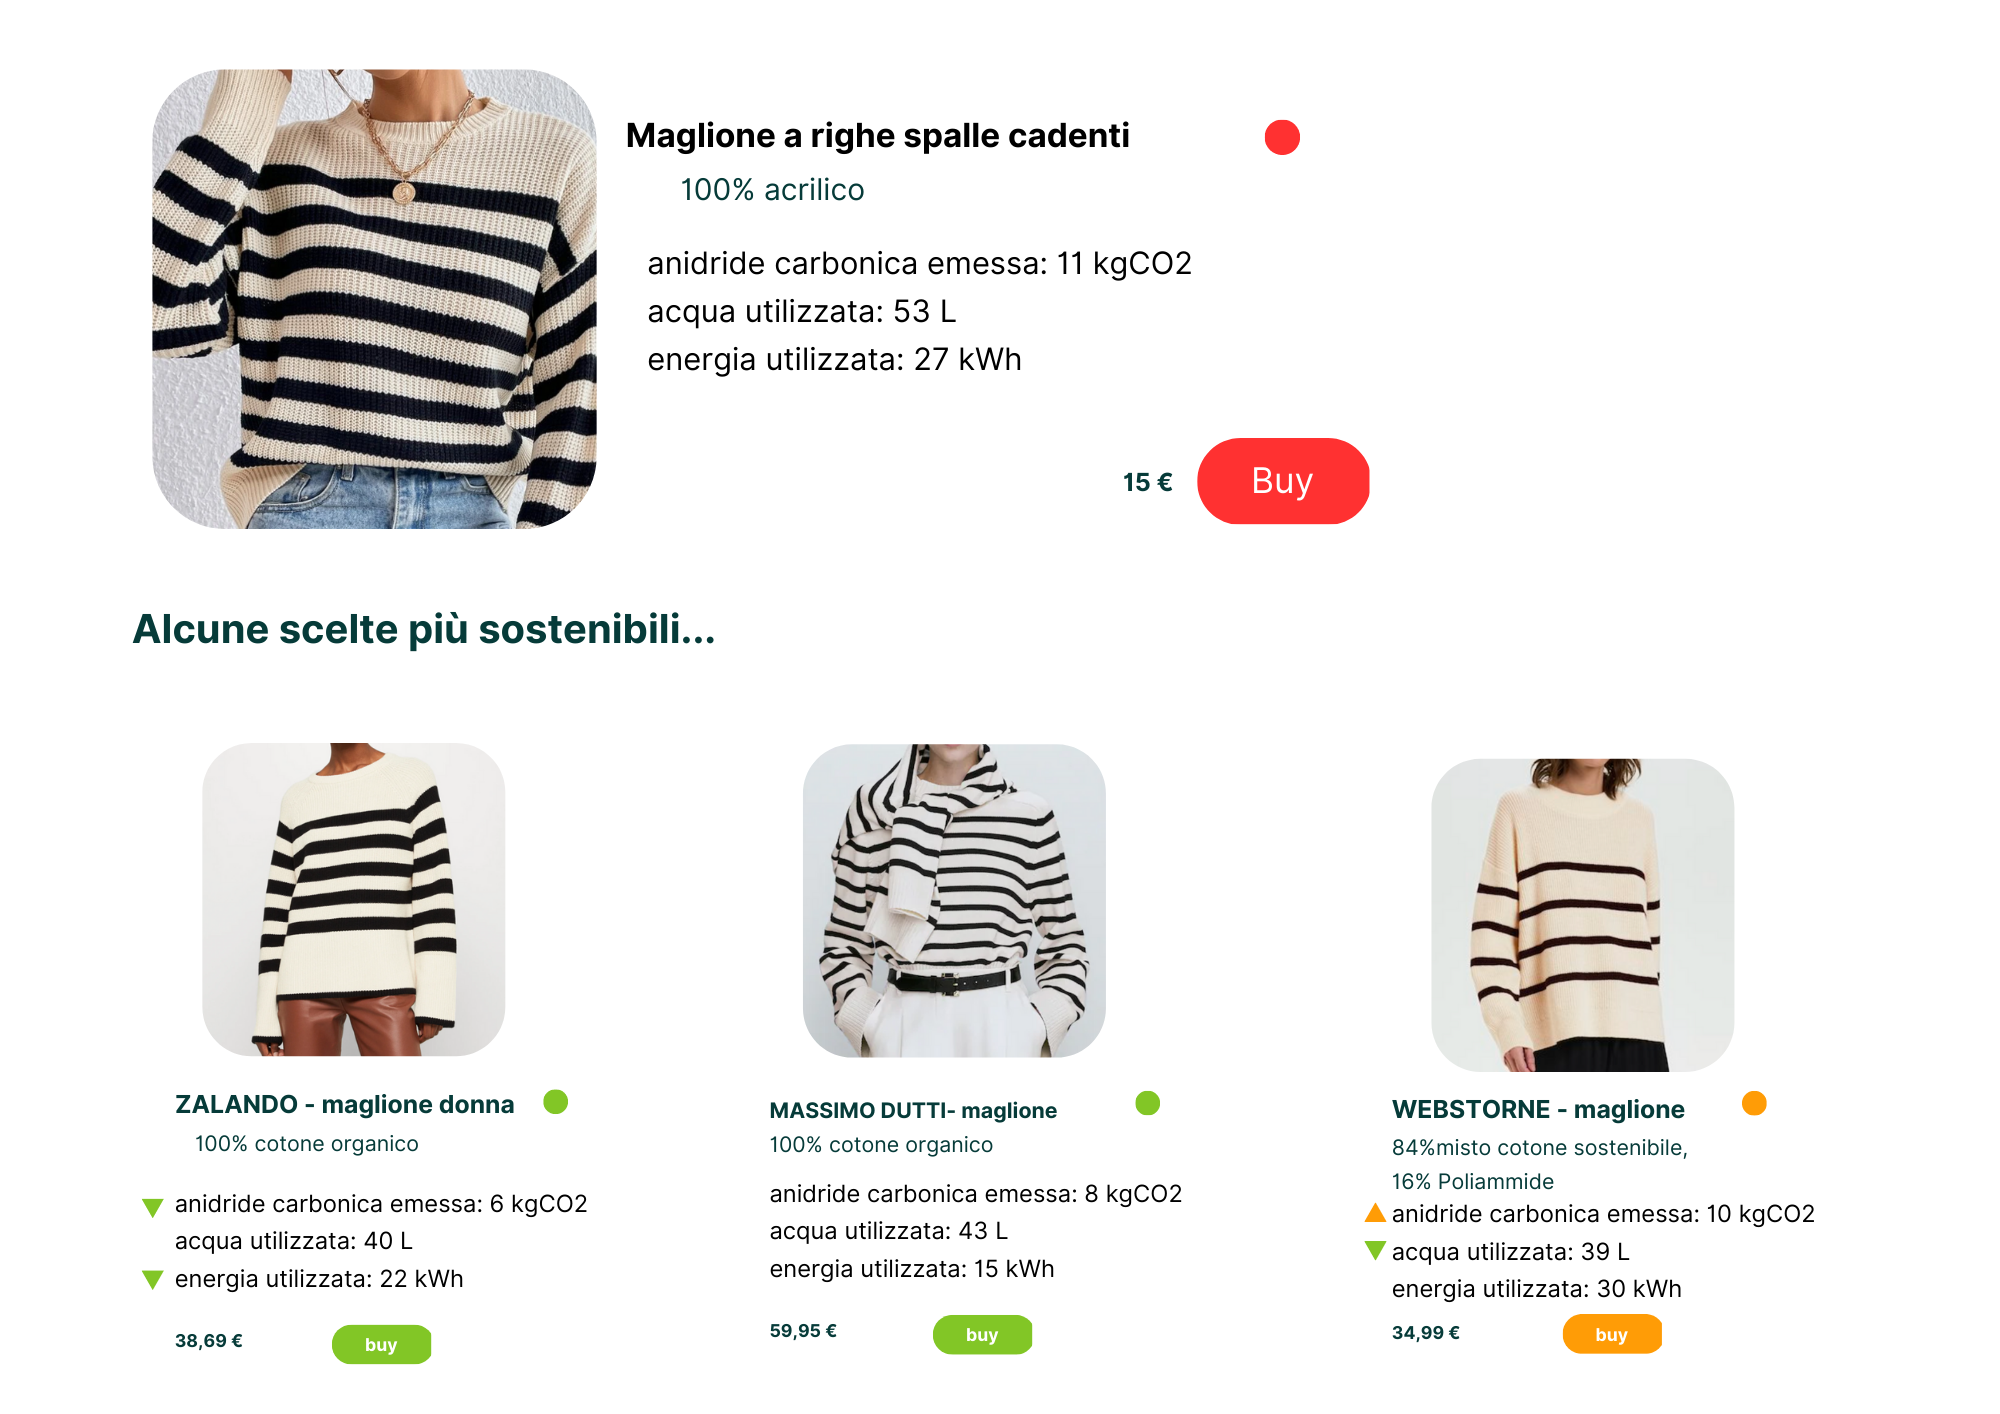 Maglione a righe spalle cadenti
100% acrilico
anidride carbonica emessa: 11 kgCO2
acqua utilizzata: 53 L
energia utilizzata: 27 kWh
15 €
Buy
Alcune scelte più sostenibili...
ZALANDO - maglione donna
100% cotone organico
anidride carbonica emessa: 6 kgCO2
acqua utilizzata: 40 L
energia utilizzata: 22 kWh
38,69 €
buy
MASSIMO DUTTI- maglione
100% cotone organico
anidride carbonica emessa: 8 kgCO2
acqua utilizzata: 43 L
energia utilizzata: 15 kWh
59,95 €
buy
WEBSTORNE - maglione
84%misto cotone sostenibile,
16% Poliammide
anidride carbonica emessa: 10 kgCO2
acqua utilizzata: 39 L
energia utilizzata: 30 kWh
34,99 €
buy